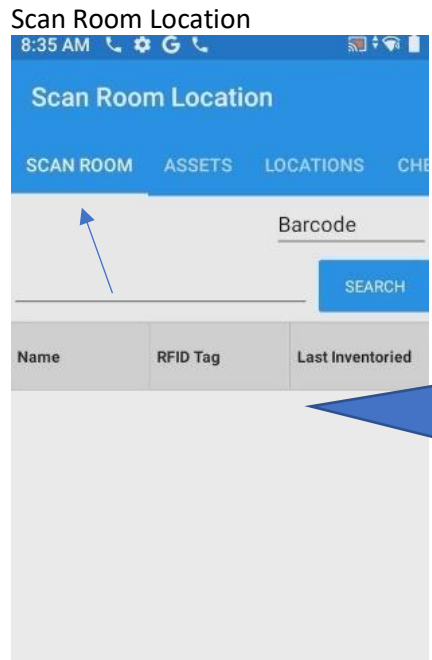 Scan Room Location
8:35 AM
Scan Room Location
SCAN ROOM ASSETS LOCATIONS CHE
Barcode
SEARCH
Name RFID Tag Last Inventoried